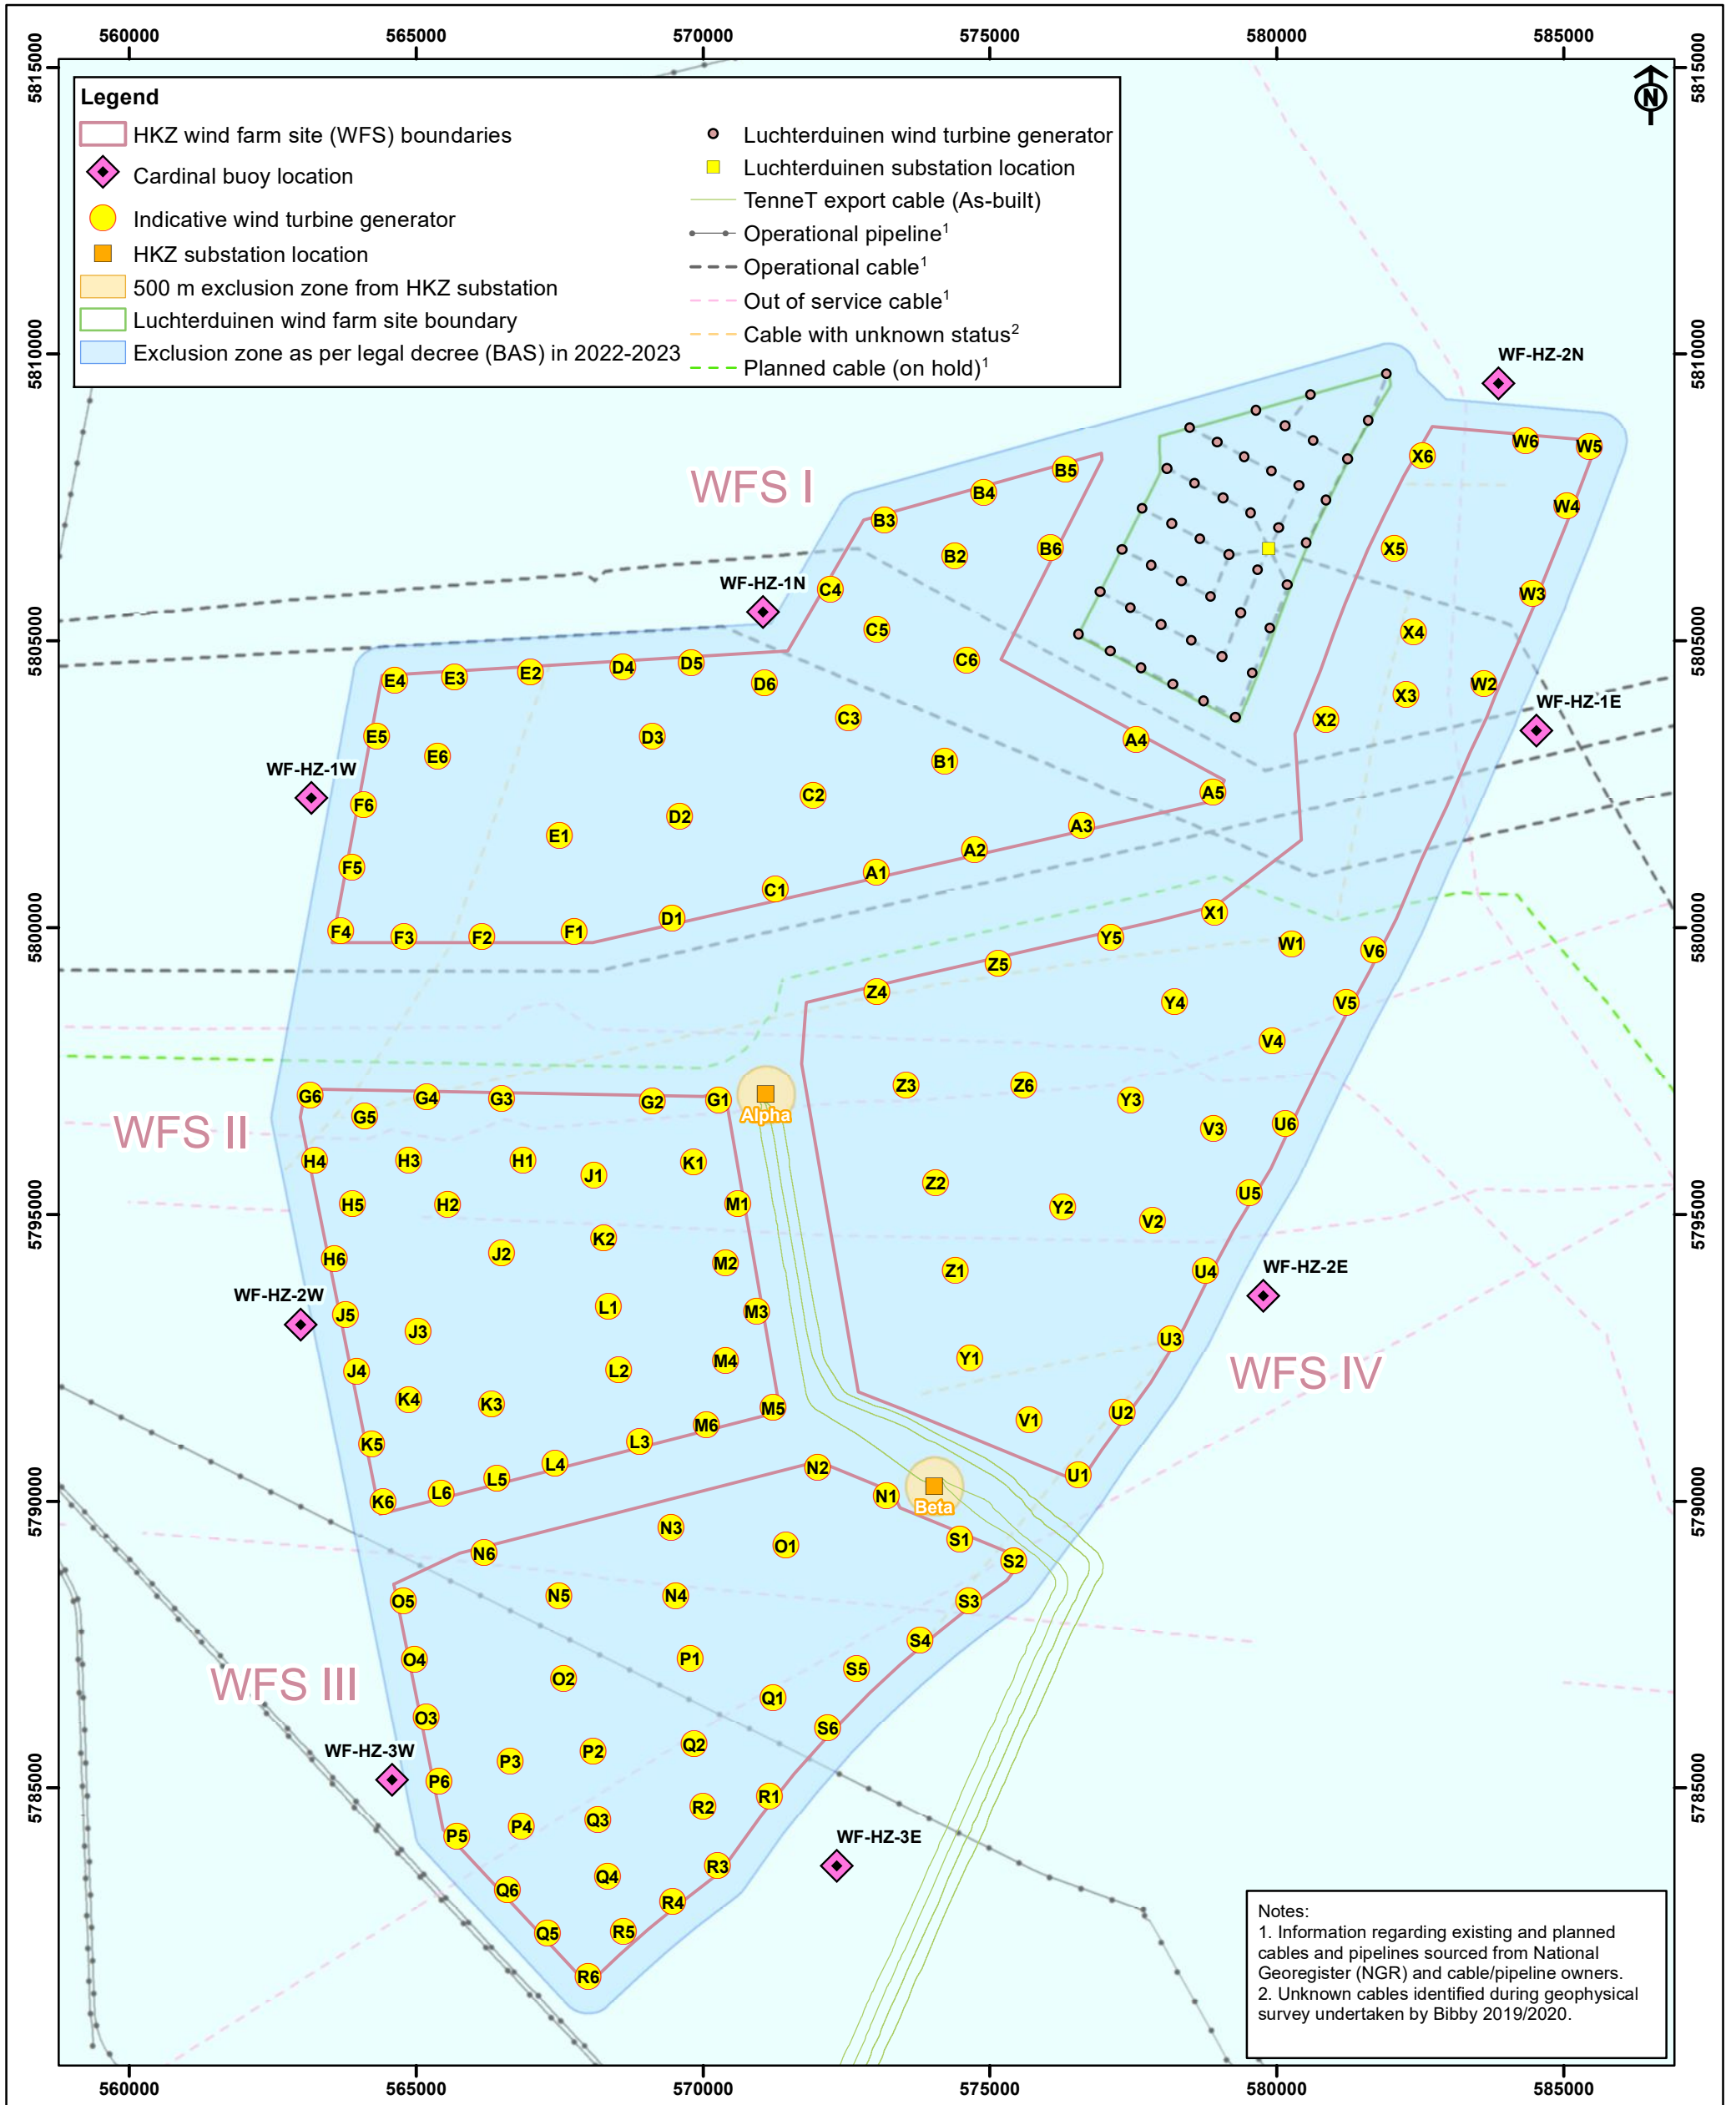 560000 565000 570000 575000 580000 585000
5815000 5815000
Legend
HKZ wind farm site (WFS) boundaries
Cardinal buoy location
Indicative wind turbine generator
HKZ substation location
500 m exclusion zone from HKZ substation
Luchterduinen wind farm site boundary
Exclusion zone as per legal decree (BAS) in 2022-2023
Luchterduinen wind turbine generator
Luchterduinen substation location
TenneT export cable (As-built)
Operational pipeline1
Operational cable1
Out of service cable1
Cable with unknown status2
Planned cable (on hold)1
N
5810000 5810000
WF-HZ-2N
W6 W5
X6
B5
WFS I
B4
W4
B3
B6 X5
B2
WF-HZ-1N
C4 W3
C5 X4
5805000 5805000
C6
D5 D4
E2 E3 E4
D6 W2
X3
WF-HZ-1E
C3 X2
E5 D3 A4
E6
B1
WF-HZ-1W
C2 A5
F6
D2
A3
E1
A2
F5 A1
C1
X1
D1
5800000 5800000
F4 F3 F2 F1
Y5 W1
V6
Z5
Z4
Y4 V5
V4
Z3 Z6
G6 G4 G3 G2 G1
Alpha
Y3
G5
WFS II
V3 U6
H4 H3 H1 K1
J1
Z2
U5
H5 H2 M1
Y2
5795000 5795000
V2
K2
J2
H6 M2
Z1 U4
WF-HZ-2E
WF-HZ-2W
L1 M3
J5
J3
U3
WFS IV
Y1
M4
J4 L2
K4 K3
M5
U2
V1
M6
K5 L3
L4
U1
N2
L5
L6
Beta
N1
K6
5790000 5790000
N3
S1
O1
N6
S2
N5 N4
O5 S3
S4
O4 P1
S5
O2
WFS III
Q1
O3
S6
Q2
P2
WF-HZ-3W
P3
P6
5785000 5785000
R1
R2
Q3
P4
P5
WF-HZ-3E
R3
Q4
Q6
R4
R5
Q5
R6
Notes:
1. Information regarding existing and planned
cables and pipelines sourced from National
Georegister (NGR) and cable/pipeline owners.
2. Unknown cables identified during geophysical
survey undertaken by Bibby 2019/2020.
560000 565000 570000 575000 580000 585000